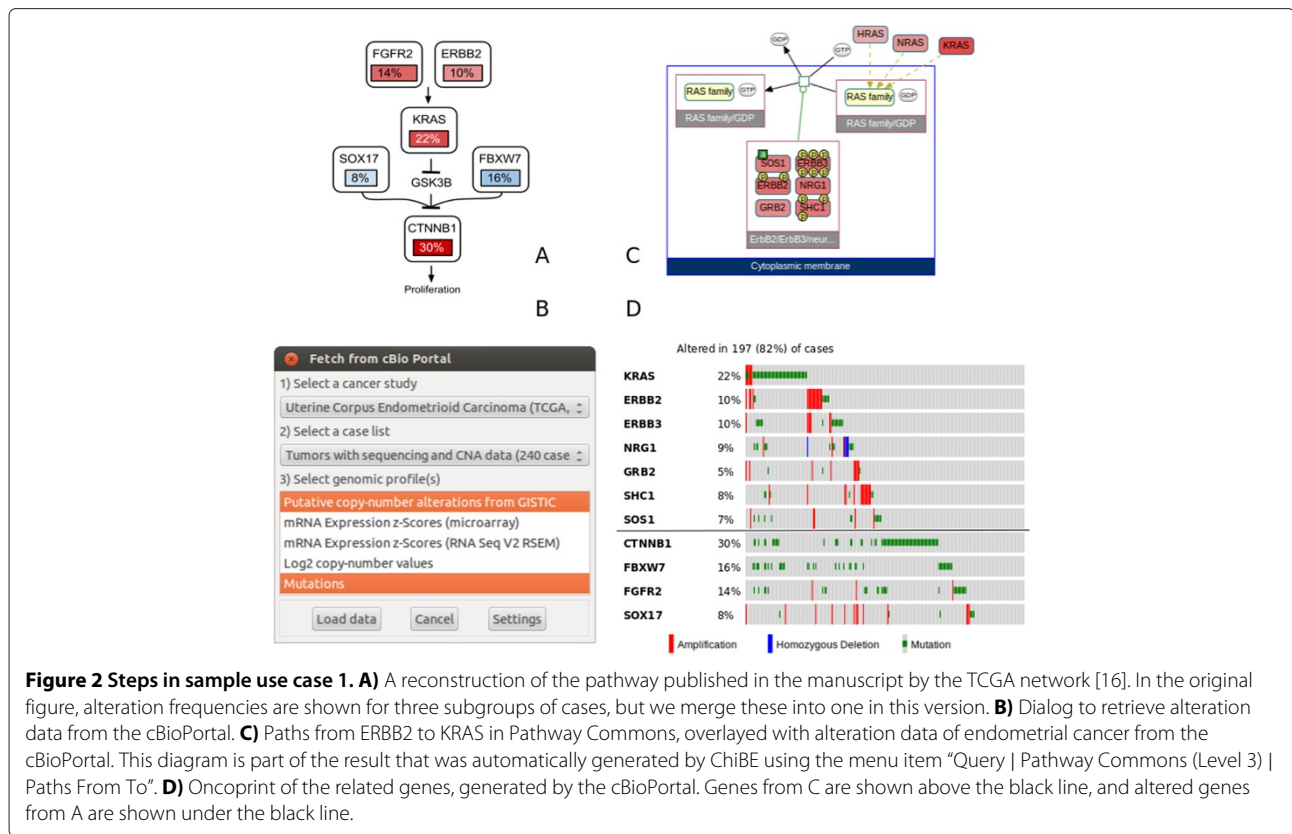 FGFR2
14%
ERBB2
10%
KRAS
22%
SOX17
8%
GSK3B
FBXW7
16%
CTNNB1
30%
Proliferation
A
B
C
D
GDP
GTP
HRAS
NRAS
KRAS
RAS family
GTP
RAS family/GDP
RAS family
GDP
RAS family/GDP
SOS1
ERBB3
ERBB2
NRG1
GRB2
SHC1
P
P
P
P
P
P
P
P
P
P
P
ErbB2/ErbB3/neur...
Cytoplasmic membrane
Fetch from cBio Portal
1) Select a cancer study
Uterine Corpus Endometrioid Carcinoma (TCGA,
2) Select a case list
Tumors with sequencing and CNA data (240 case
3) Select genomic profile(s)
Putative copy-number alterations from GISTIC
mRNA Expression z-Scores (microarray)
mRNA Expression z-Scores (RNA Seq V2 RSEM)
Log2 copy-number values
Mutations
Load data Cancel Settings
Altered in 197 (82%) of cases
KRAS 22%
ERBB2 10%
ERBB3 10%
NRG1 9%
GRB2 5%
SHC1 8%
SOS1 7%
CTNNB1 30%
FBXW7 16%
FGFR2 14%
SOX17 8%
Amplification Homozygous Deletion Mutation
Figure 2 Steps in sample use case 1. A) A reconstruction of the pathway published in the manuscript by the TCGA network [16]. In the original
figure, alteration frequencies are shown for three subgroups of cases, but we merge these into one in this version. B) Dialog to retrieve alteration
data from the cBioPortal. C) Paths from ERBB2 to KRAS in Pathway Commons, overlayed with alteration data of endometrial cancer from the
cBioPortal. This diagram is part of the result that was automatically generated by ChiBE using the menu item “Query | Pathway Commons (Level 3) |
Paths From To”. D) Oncoprint of the related genes, generated by the cBioPortal. Genes from C are shown above the black line, and altered genes
from A are shown under the black line.